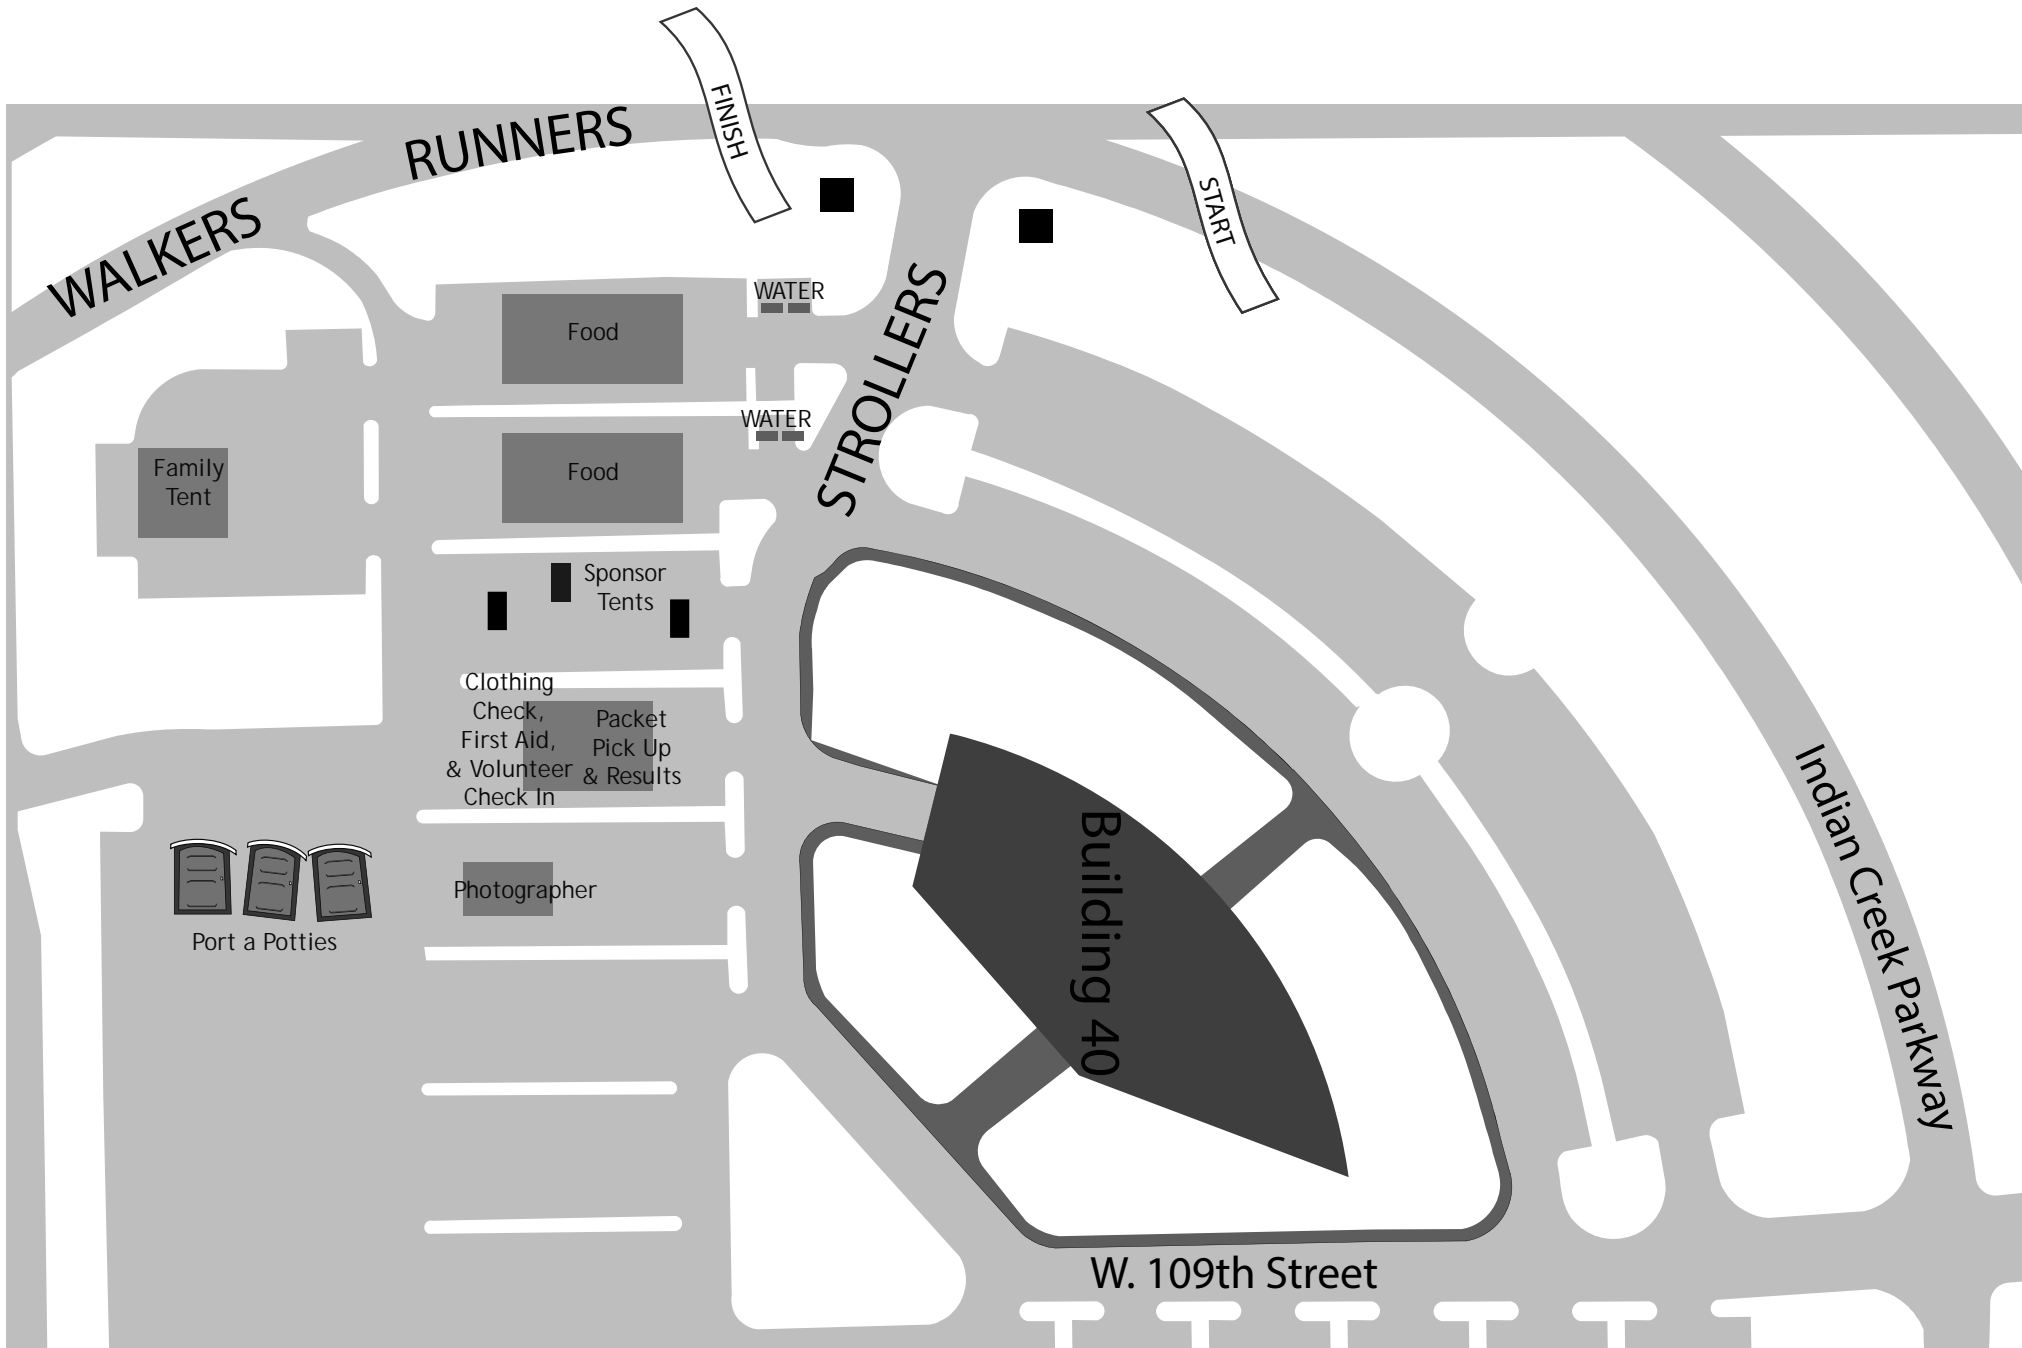 FINISH
START
RUNNERS
WALKERS
STROLLERS
WATER
Food
WATER
Food
Family
Tent
Sponsor
Tents
Clothing
Check,
First Aid,
& Volunteer
Check In
Packet
Pick Up
& Results
Photographer
Port a Potties
Building 40
Indian Creek Parkway
W. 109th Street